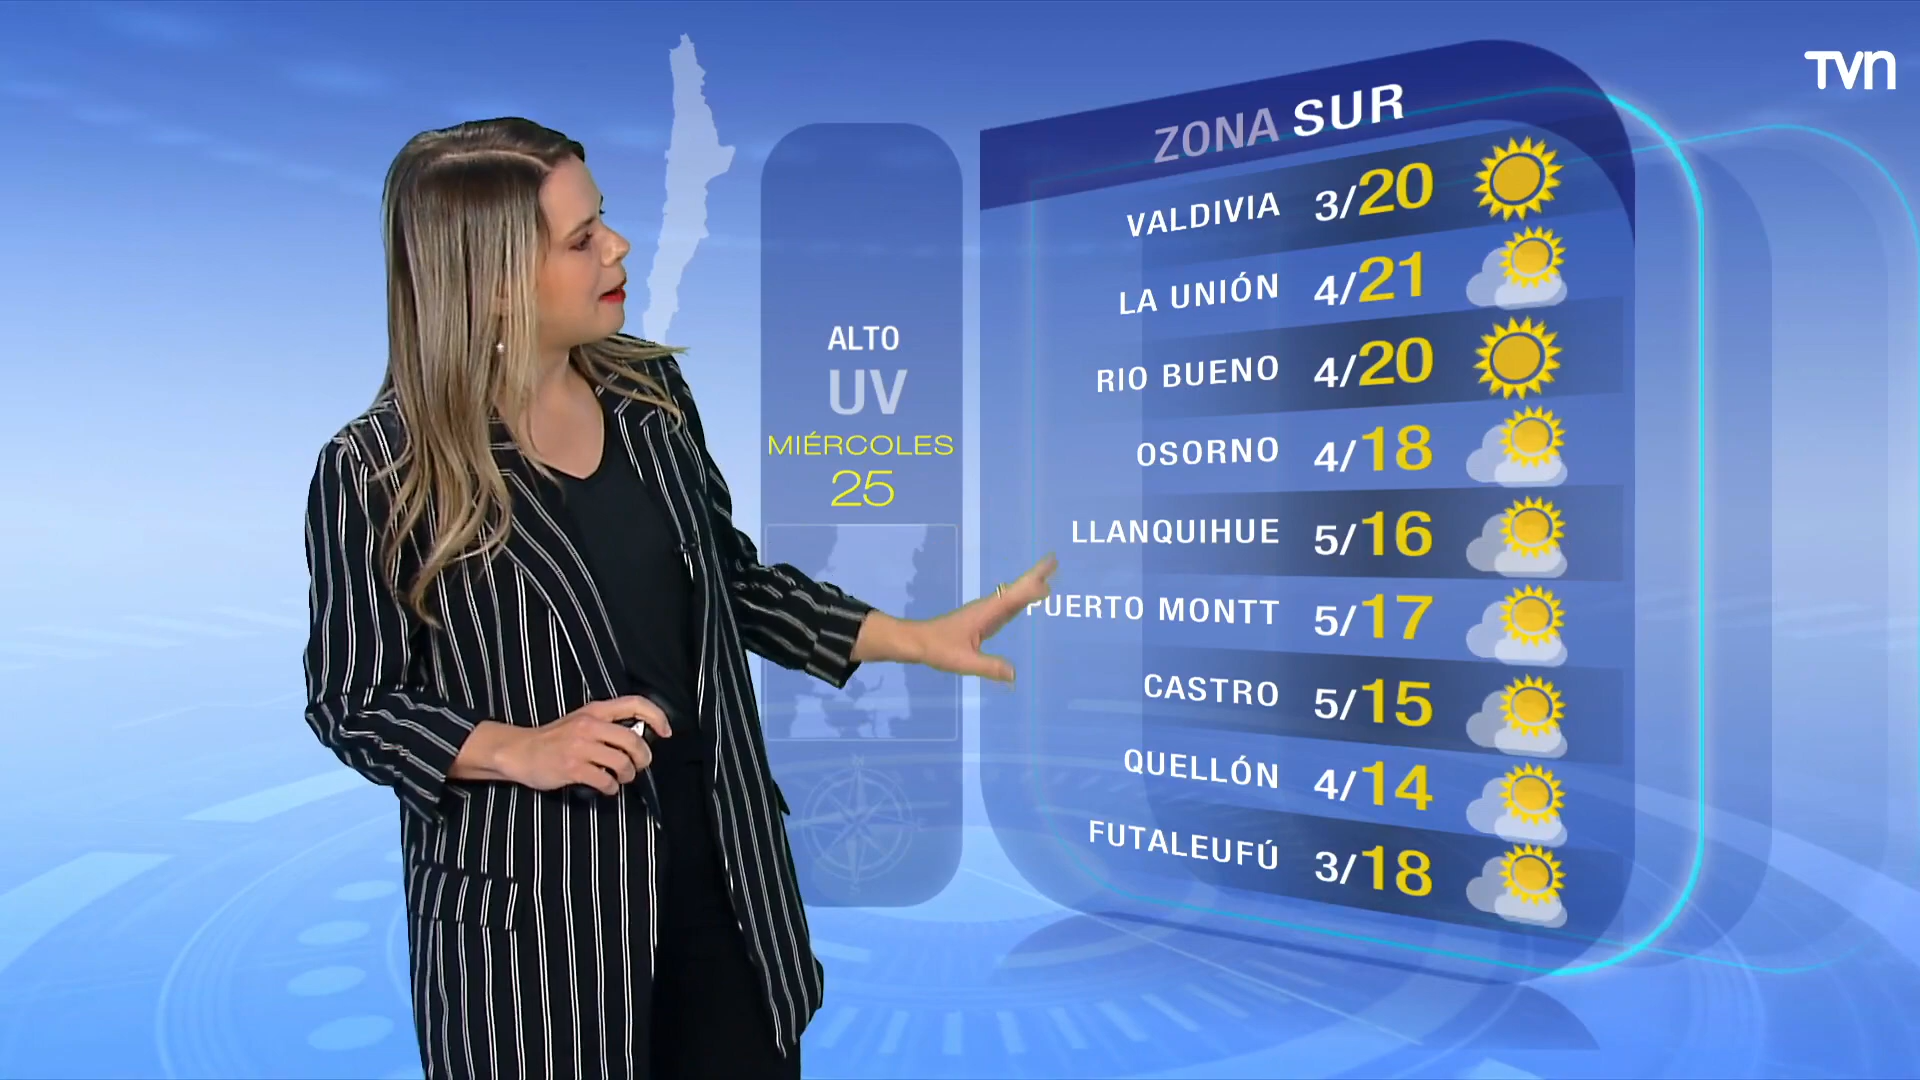 TVN
ZONA SUR
VALDIVIA 3/20
LA UNIÓN 4/21
RIO BUENO 4/20
OSORNO 4/18
LLANQUIHUE 5/16
PUERTO MONTT 5/17
CASTRO 5/15
QUELLÓN 4/14
FUTALEUFÚ 3/18
ALTO
UV
MIÉRCOLES
25